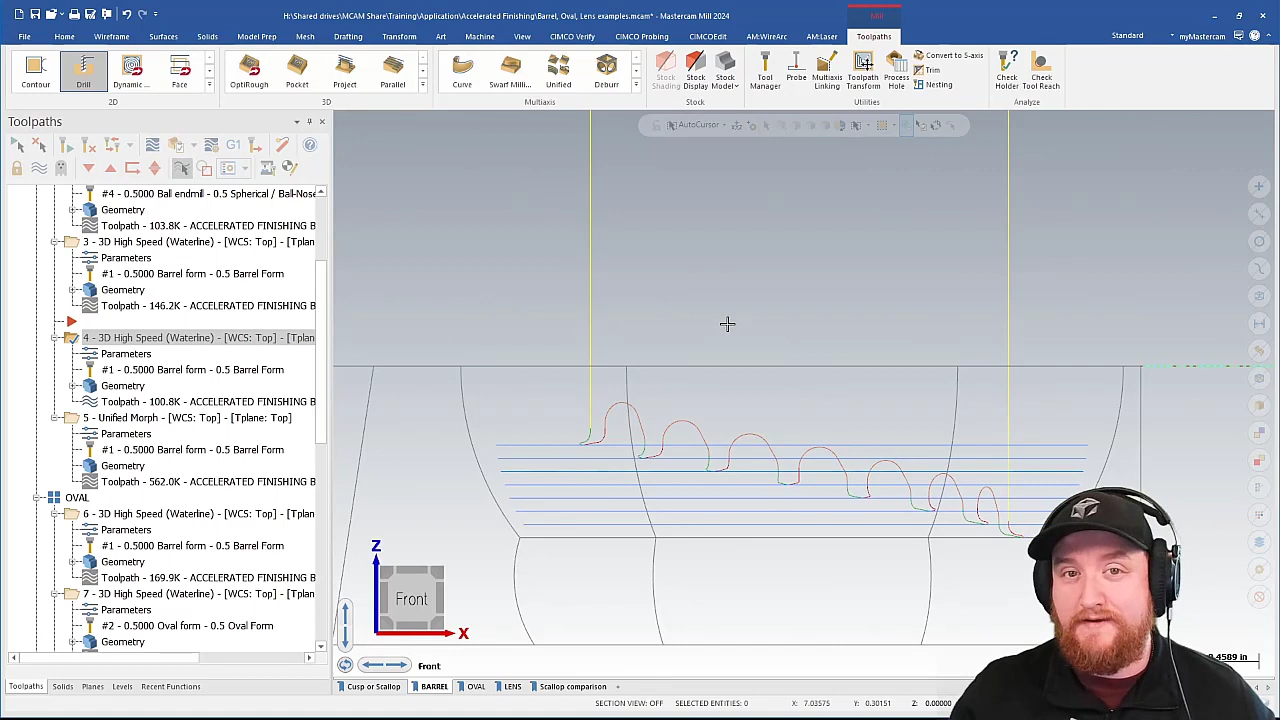 H:\Shared drives\MCAM Share\Training\Application\Accelerated Finishing\Barrel, Oval, Lens examples.mcam* - Mastercam Mill 2024
Mill
File Home Wireframe Surfaces Solids Model Prep Mesh Drafting Transform Art Machine View CIMCO Verify CIMCO Probing CIMCOEdit AM:WireArc AM:Laser Toolpaths Standard myMastercam
Contour Drill Dynamic ... Face
2D
OptiRough Pocket Project Parallel
3D
Curve Swarf Milli... Unified Deburr
Multiaxis
Stock Shading Stock Display Stock Model
Stock
Tool Manager Probe Multiaxis Linking Toolpath Transform Process Hole Convert to 5-axis Trim Nesting
Utilities
Check Holder Check Tool Reach
Analyze
Toolpaths
AutoCursor
G1
#4 - 0.5000 Ball endmill - 0.5 Spherical / Ball-Nose
Geometry
Toolpath - 103.8K - ACCELERATED FINISHING B
3 - 3D High Speed (Waterline) - [WCS: Top] - [Tplan
Parameters
#1 - 0.5000 Barrel form - 0.5 Barrel Form
Geometry
Toolpath - 146.2K - ACCELERATED FINISHING B
4 - 3D High Speed (Waterline) - [WCS: Top] - [Tplan
Parameters
#1 - 0.5000 Barrel form - 0.5 Barrel Form
Geometry
Toolpath - 100.8K - ACCELERATED FINISHING B
5 - Unified Morph - [WCS: Top] - [Tplane: Top]
Parameters
#1 - 0.5000 Barrel form - 0.5 Barrel Form
Geometry
Toolpath - 562.0K - ACCELERATED FINISHING B
OVAL
6 - 3D High Speed (Waterline) - [WCS: Top] - [Tplan
Parameters
#1 - 0.5000 Barrel form - 0.5 Barrel Form
Geometry
Toolpath - 169.9K - ACCELERATED FINISHING B
7 - 3D High Speed (Waterline) - [WCS: Top] - [Tplan
Parameters
#2 - 0.5000 Oval form - 0.5 Oval Form
Geometry
Z
Front
X
Front
Toolpaths Solids Planes Levels Recent Functions
Cusp or Scallop BARREL OVAL LENS Scallop comparison +
SECTION VIEW: OFF SELECTED ENTITIES: 0 X: 7.03575 Y: 0.30151 Z: 0.00000